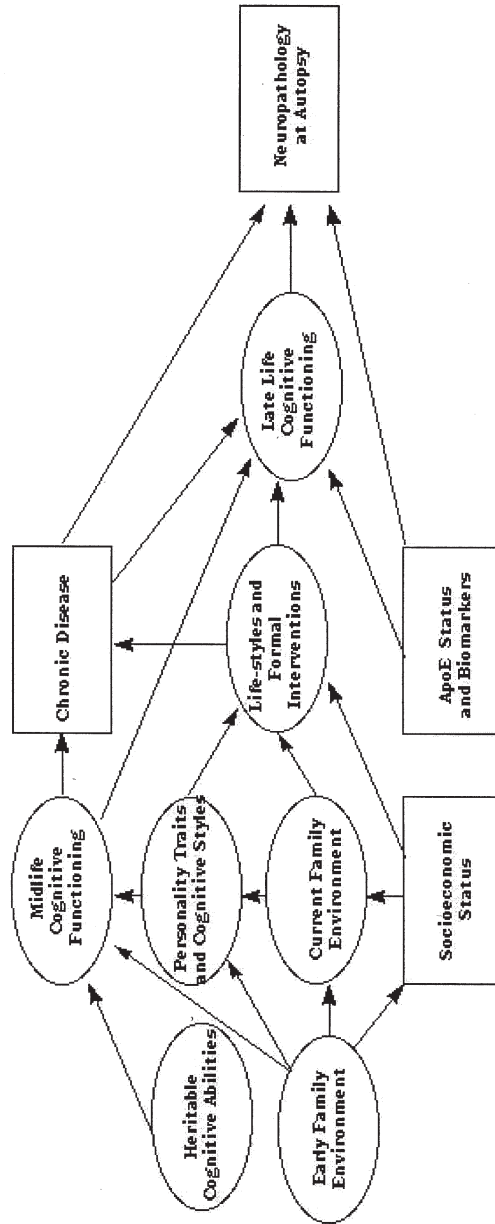 Heritable
Cognitive Abilities
Early Family
Environment
Midlife
Cognitive
Functioning
Personality Traits
and Cognitive Styles
Current Family
Environment
Socioeconomic
Status
Chronic Disease
Life-styles and
Formal
Interventions
ApoE Status
and Biomarkers
Late Life
Cognitive
Functioning
Neuropathology
at Autopsy